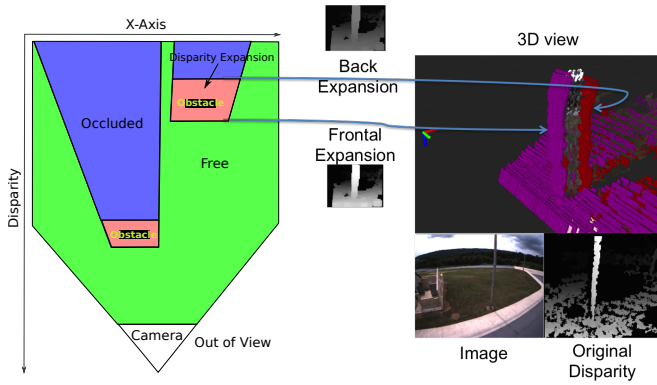 X-Axis
Disparity Expansion
Obstacle
Occluded
Free
Obstacle
Disparity
Camera
Out of View
Back
Expansion
Frontal
Expansion
3D view
Image
Original
Disparity